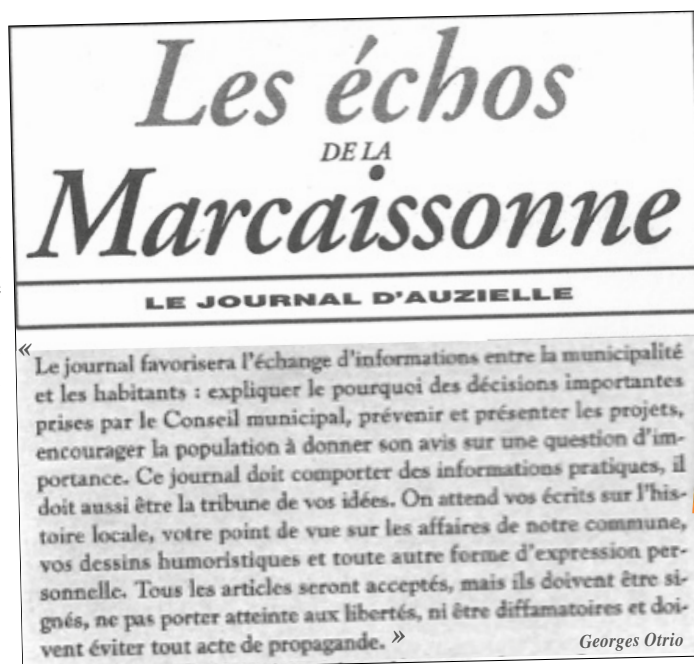 Les échos
DE LA
Marcaissonne
LE JOURNAL D'AUZIELLE
«
Le journal favorisera l'échange d'informations entre la municipalité
et les habitants : expliquer le pourquoi des décisions importantes
prises par le Conseil municipal, prévenir et présenter les projets,
encourager la population à donner son avis sur une question d'im-
portance. Ce journal doit comporter des informations pratiques, il
doit aussi être la tribune de vos idées. On attend vos écrits sur l'his-
toire locale, votre point de vue sur les affaires de notre commune,
vos dessins humoristiques et toute autre forme d'expression per-
sonnelle. Tous les articles seront acceptés, mais ils doivent être si-
gnés, ne pas porter atteinte aux libertés, ni être diffamatoires et doi-
vent éviter tout acte de propagande. »
Georges Otrio